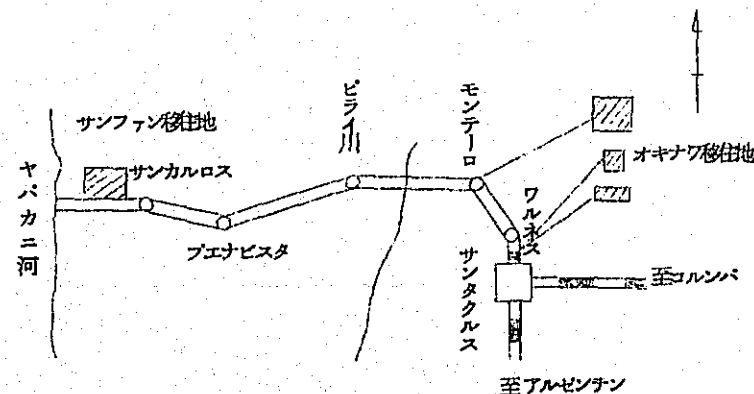 サンファン移住地
サンカルロス
ヤパカニ河
プエナビスタ
ピライ川
モンテーロ
オキナワ移住地
ワルネス
サンタクルス
至コルンバ
至アルゼンチン